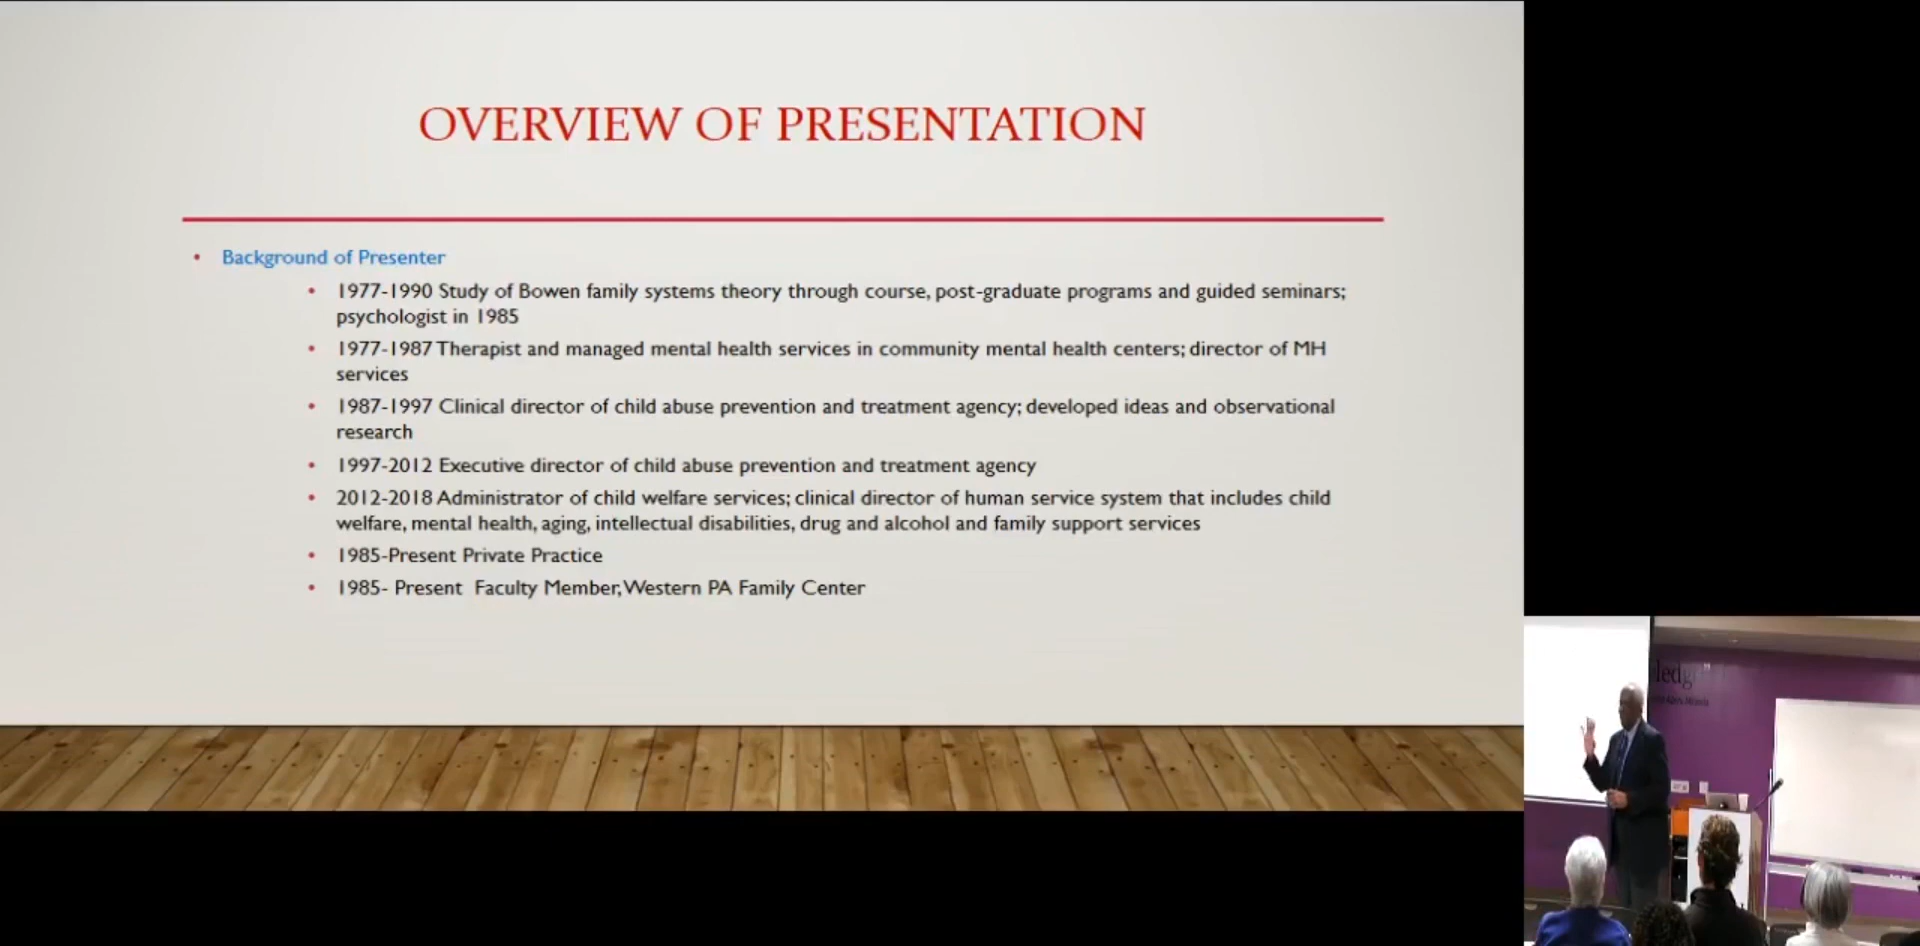 OVERVIEW OF PRESENTATION
• Background of Presenter
• 1977-1990 Study of Bowen family systems theory through course, post-graduate programs and guided seminars;
psychologist in 1985
• 1977-1987 Therapist and managed mental health services in community mental health centers; director of MH
services
• 1987-1997 Clinical director of child abuse prevention and treatment agency; developed ideas and observational
research
• 1997-2012 Executive director of child abuse prevention and treatment agency
• 2012-2018 Administrator of child welfare services; clinical director of human service system that includes child
welfare, mental health, aging, intellectual disabilities, drug and alcohol and family support services
• 1985-Present Private Practice
• 1985- Present Faculty Member, Western PA Family Center